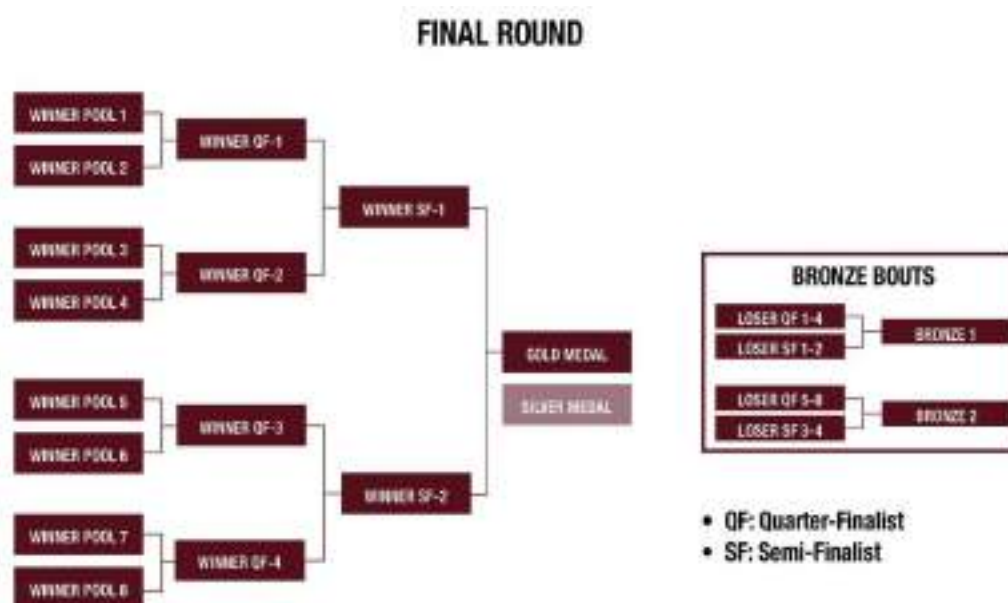 FINAL ROUND
WINNER POOL 1
WINNER POOL 2
WINNER POOL 3
WINNER POOL 4
WINNER POOL 5
WINNER POOL 6
WINNER POOL 7
WINNER POOL 8
WINNER QF-1
WINNER QF-2
WINNER QF-3
WINNER QF-4
WINNER SF-1
WINNER SF-2
GOLD MEDAL
SILVER MEDAL
BRONZE BOUTS
LOSER QF 1-4
LOSER SF 1-2
BRONZE 1
LOSER QF 5-8
LOSER SF 3-4
BRONZE 2
• QF: Quarter-Finalist
• SF: Semi-Finalist